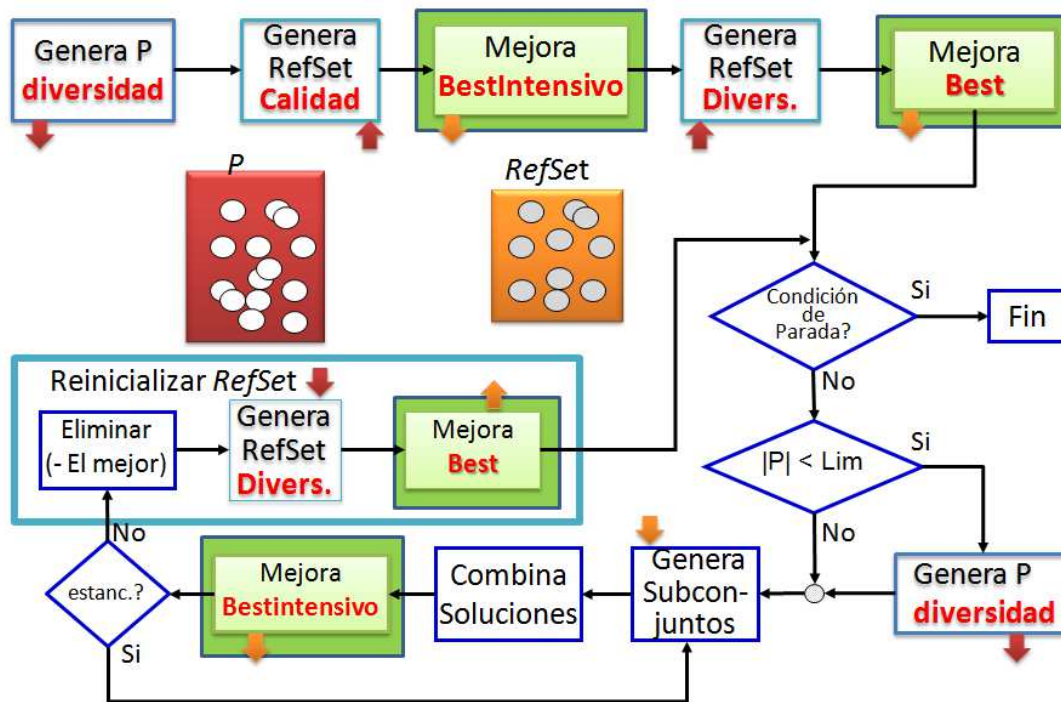 Genera P
diversidad
Genera
RefSet
Calidad
Mejora
BestIntensivo
Genera
RefSet
Divers.
Mejora
Best
P
RefSet
Condición
de
Parada?
Si
Fin
No
Reinicializar RefSet
Eliminar
(- El mejor)
Genera
RefSet
Divers.
Mejora
Best
|P| < Lim
Si
No
No
estanc.?
Si
Mejora
Bestintensivo
Combina
Soluciones
Genera
Subcon-
juntos
Genera P
diversidad